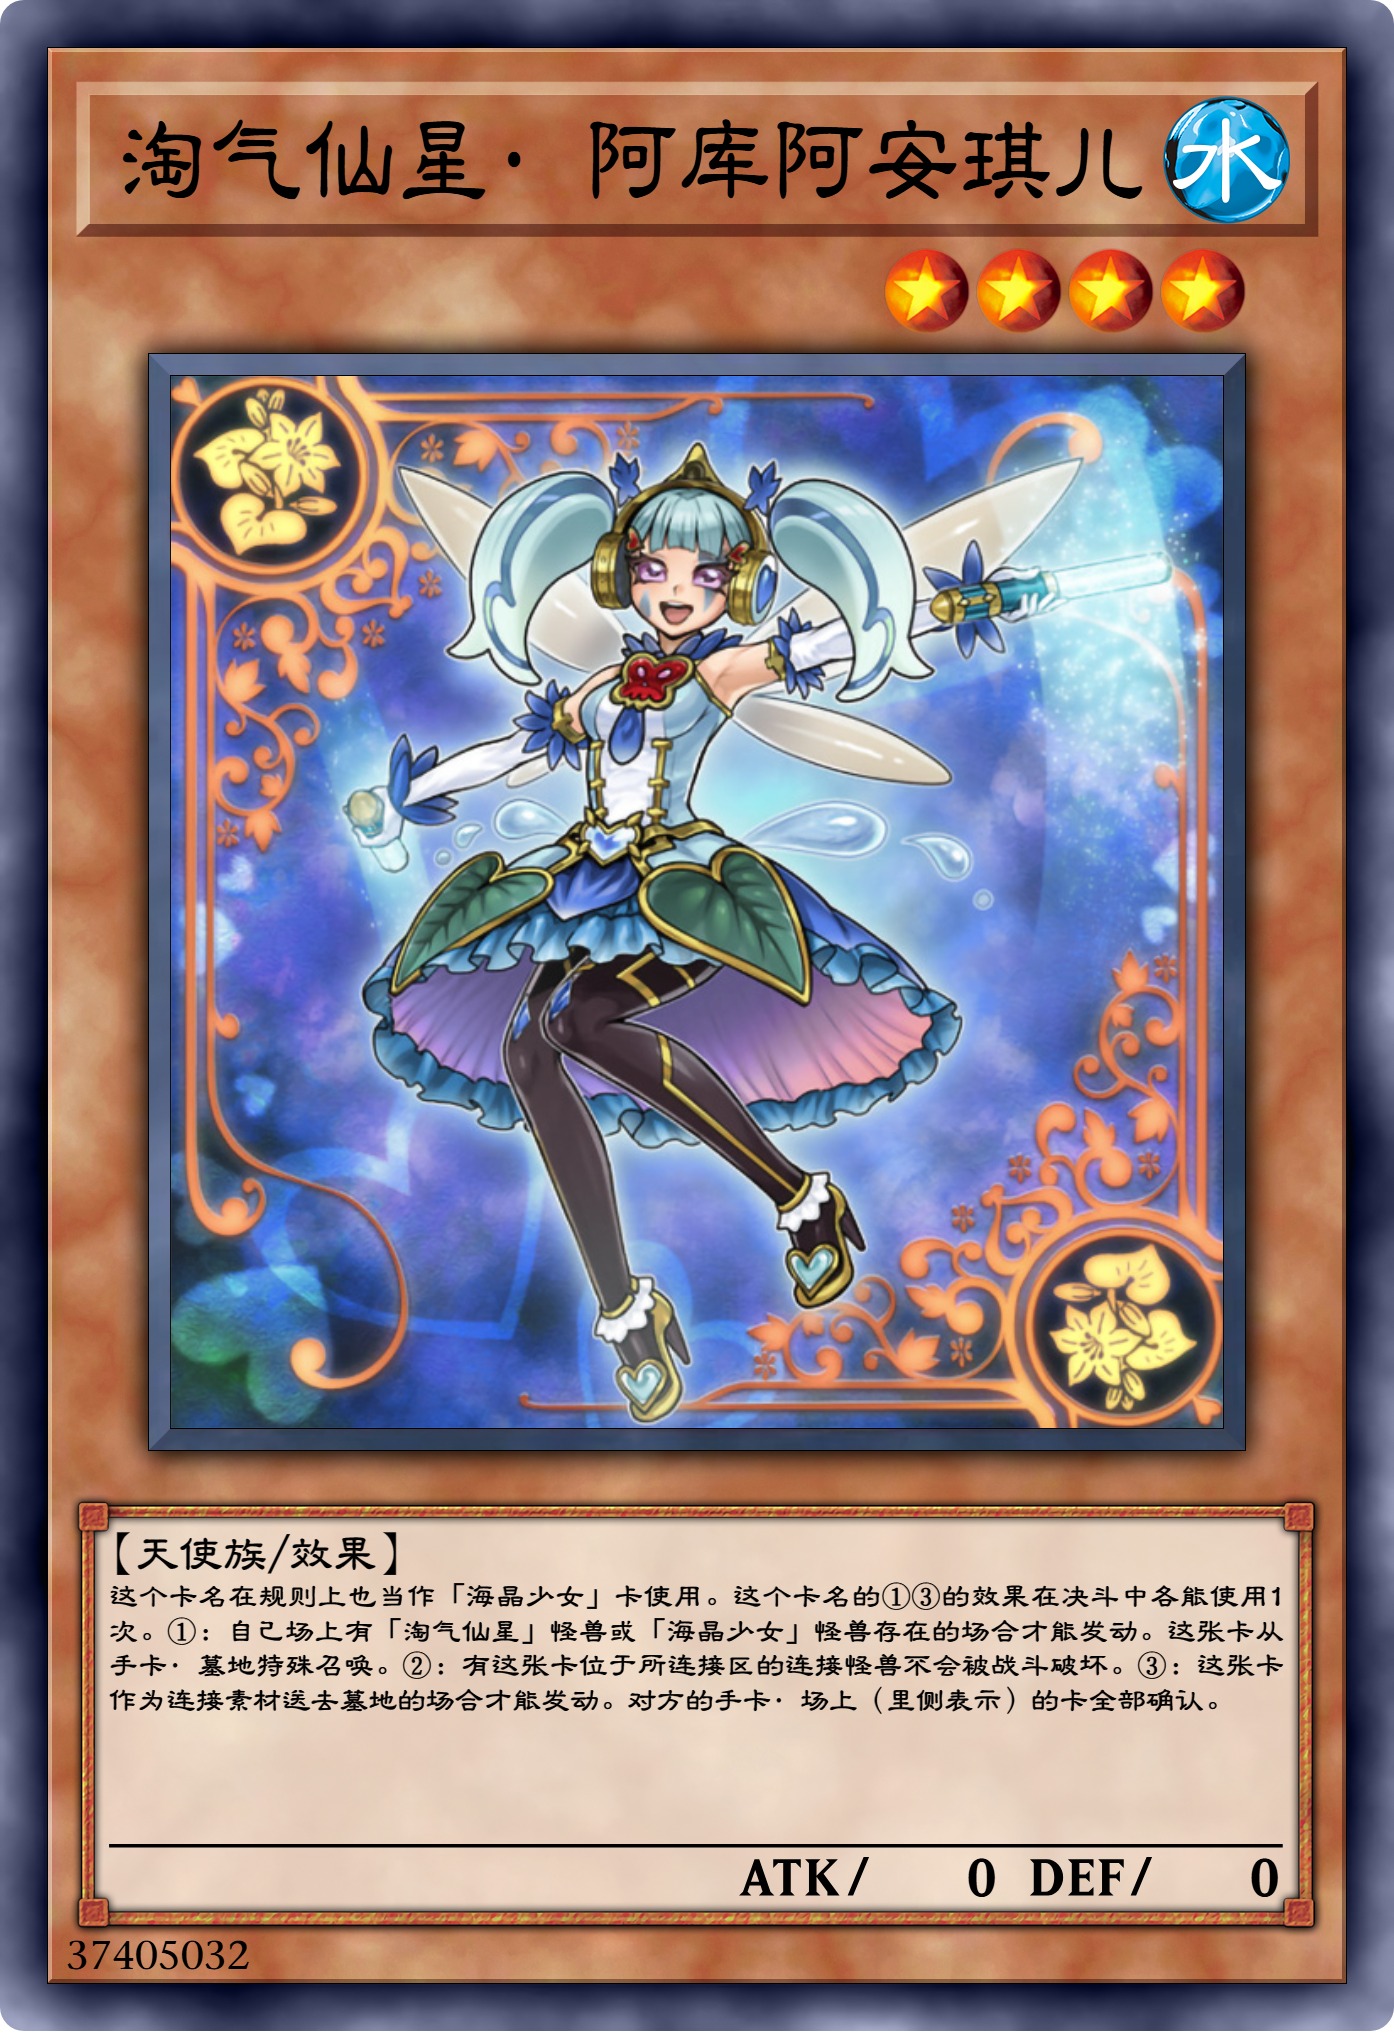 淘气仙星·阿库阿安琪儿
水
【天使族/效果】
这个卡名在规则上也当作「海晶少女」卡使用。这个卡名的①③的效果在决斗中各能使用1
次。①：自己场上有「淘气仙星」怪兽或「海晶少女」怪兽存在的场合才能发动。这张卡从
手卡·墓地特殊召唤。②：有这张卡位于所连接区的连接怪兽不会被战斗破坏。③：这张卡
作为连接素材送去墓地的场合才能发动。对方的手卡·场上（里侧表示）的卡全部确认。
ATK/ 0 DEF/ 0
37405032